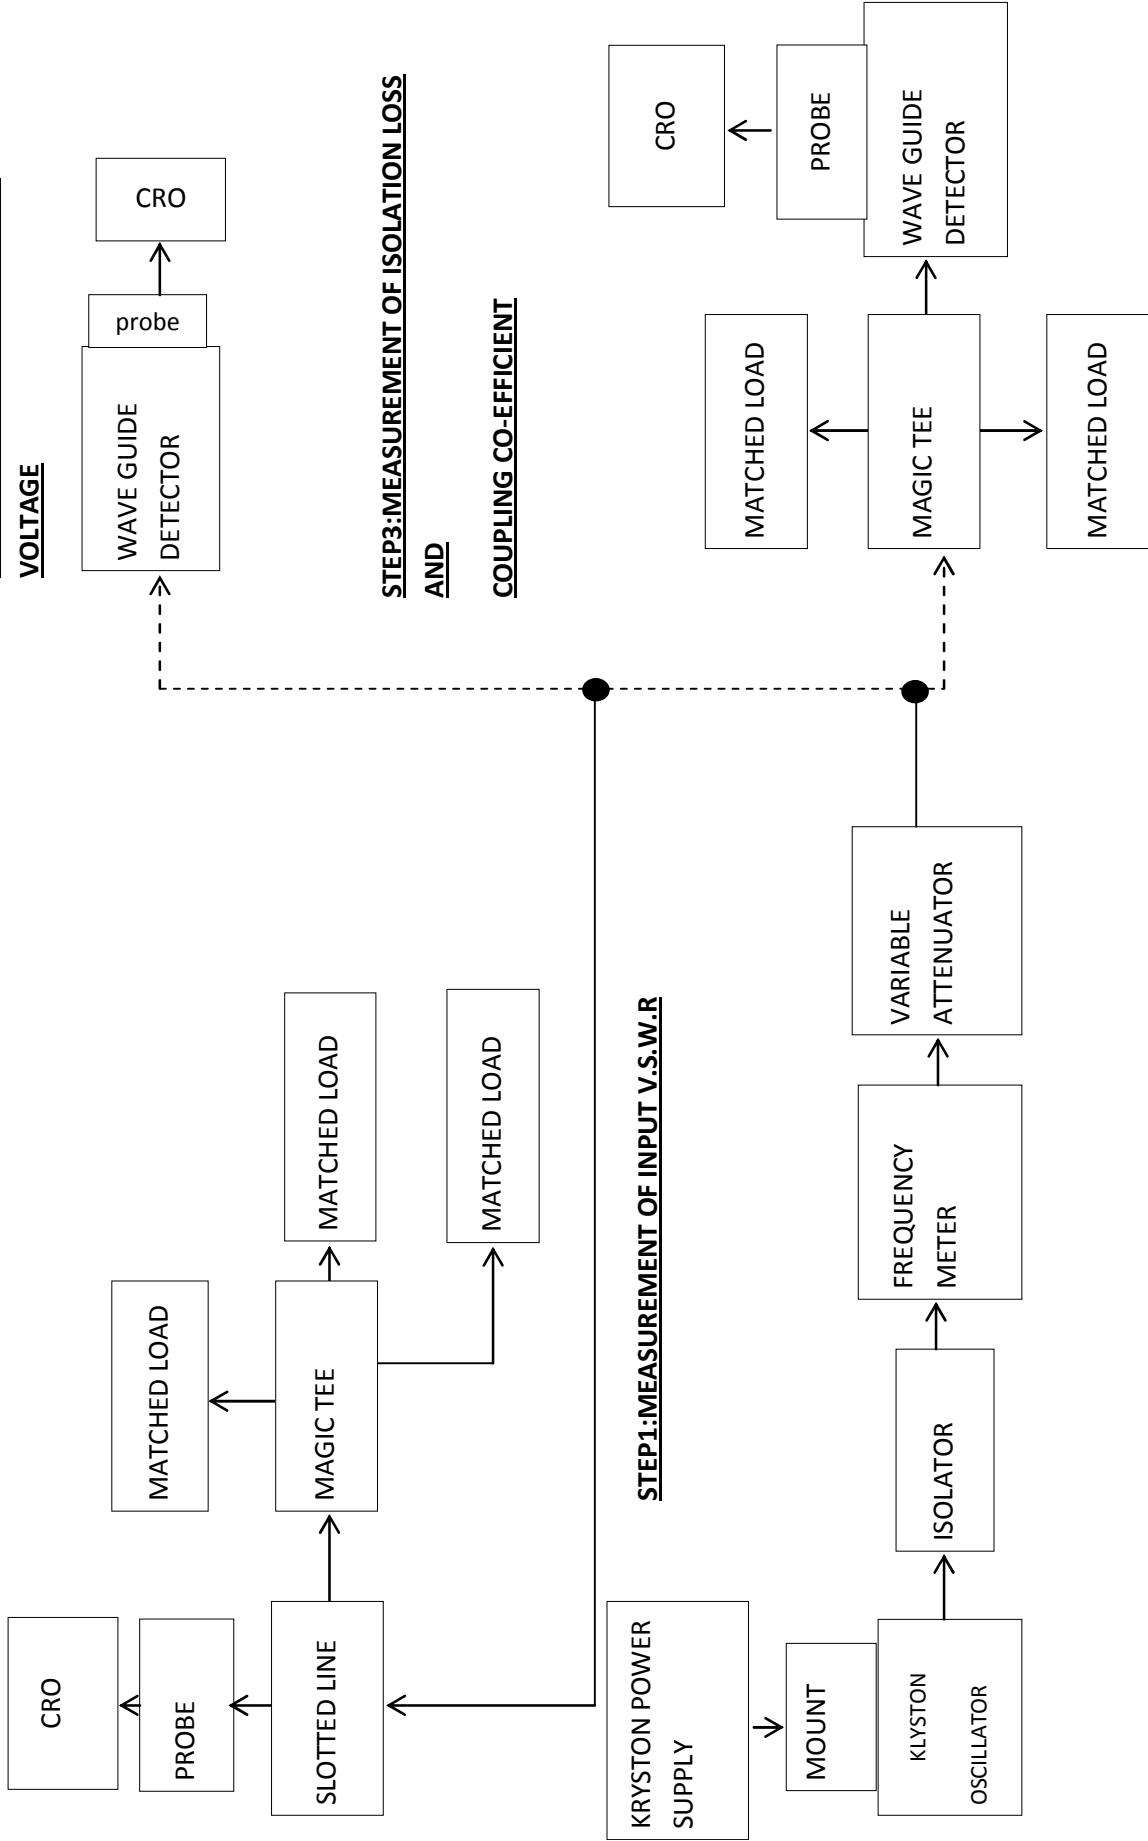 CRO
PROBE
SLOTTED LINE
MATCHED LOAD
MAGIC TEE
MATCHED LOAD
MATCHED LOAD
VOLTAGE
WAVE GUIDE
DETECTOR
probe
CRO
STEP1:MEASUREMENT OF INPUT V.S.W.R
STEP3:MEASUREMENT OF ISOLATION LOSS
AND
COUPLING CO-EFFICIENT
KRYSTON POWER
SUPPLY
MOUNT
KLYSTON
OSCILLATOR
ISOLATOR
FREQUENCY
METER
VARIABLE
ATTENUATOR
MATCHED LOAD
MAGIC TEE
MATCHED LOAD
CRO
PROBE
WAVE GUIDE
DETECTOR